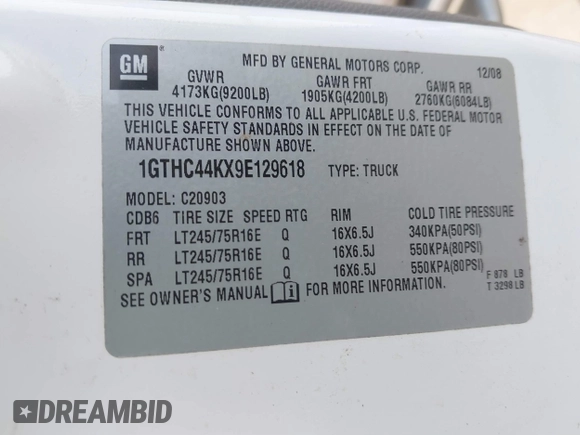 GM
MFD BY GENERAL MOTORS CORP.
12/08
GVWR GAWR FRT GAWR RR
4173KG(9200LB) 1905KG(4200LB) 2760KG(6084LB)
THIS VEHICLE CONFORMS TO ALL APPLICABLE U.S. FEDERAL MOTOR
VEHICLE SAFETY STANDARDS IN EFFECT ON THE DATE OF
MANUFACTURE SHOWN ABOVE.
1GTHC44KX9E129618 TYPE: TRUCK
MODEL: C20903
CDB6 TIRE SIZE SPEED RTG RIM COLD TIRE PRESSURE
FRT LT245/75R16E Q 16X6.5J 340KPA(50PSI)
RR LT245/75R16E Q 16X6.5J 550KPA(80PSI)
SPA LT245/75R16E Q 16X6.5J 550KPA(80PSI)
F 878 LB
T 3298 LB
SEE OWNER'S MANUAL i FOR MORE INFORMATION.
DREAMBID